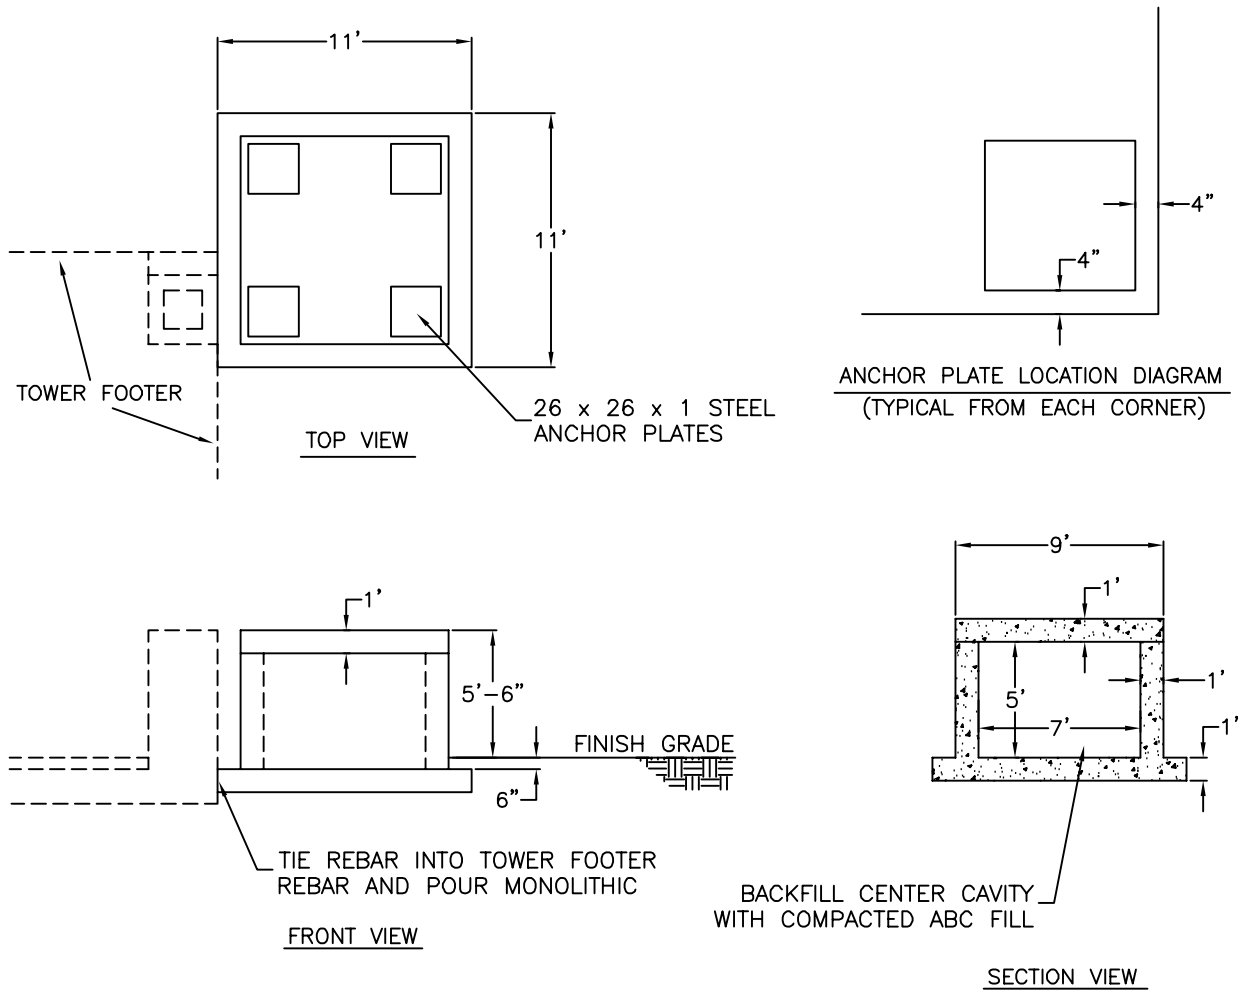 11'
11'
TOWER FOOTER
26 x 26 x 1 STEEL
ANCHOR PLATES
TOP VIEW
4"
4"
ANCHOR PLATE LOCATION DIAGRAM
(TYPICAL FROM EACH CORNER)
1'
5'-6"
FINISH GRADE
6"
TIE REBAR INTO TOWER FOOTER
REBAR AND POUR MONOLITHIC
FRONT VIEW
9'
1'
5'
1'
7'
1'
BACKFILL CENTER CAVITY
WITH COMPACTED ABC FILL
SECTION VIEW